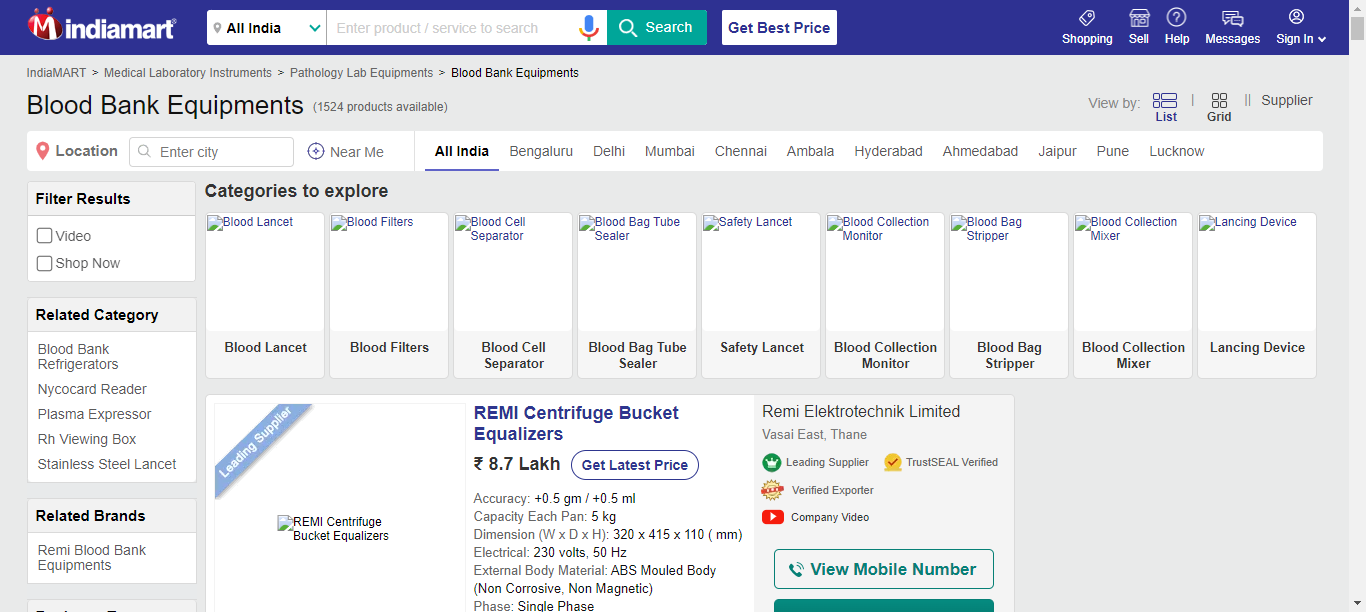 indiamart
All India
Enter product / service to search
Search
Get Best Price
Shopping
Sell
Help
Messages
Sign In
IndiaMART > Medical Laboratory Instruments > Pathology Lab Equipments > Blood Bank Equipments
Blood Bank Equipments (1524 products available)
View by:
List
Grid
Supplier
Location
Enter city
Near Me
All India
Bengaluru
Delhi
Mumbai
Chennai
Ambala
Hyderabad
Ahmedabad
Jaipur
Pune
Lucknow
Filter Results
Video
Shop Now
Related Category
Blood Bank
Refrigerators
Nycocard Reader
Plasma Expressor
Rh Viewing Box
Stainless Steel Lancet
Related Brands
Remi Blood Bank
Equipments
Categories to explore
Blood Lancet
Blood Filters
Blood Cell
Separator
Blood Bag Tube
Sealer
Safety Lancet
Blood Collection
Monitor
Blood Bag
Stripper
Blood Collection
Mixer
Lancing Device
Blood Lancet
Blood Filters
Blood Cell
Separator
Blood Bag Tube
Sealer
Safety Lancet
Blood Collection
Monitor
Blood Bag
Stripper
Blood Collection
Mixer
Lancing Device
Leading Supplier
REMI Centrifuge
Bucket Equalizers
REMI Centrifuge Bucket
Equalizers
₹ 8.7 Lakh
Get Latest Price
Accuracy: +0.5 gm / +0.5 ml
Capacity Each Pan: 5 kg
Dimension (W x D x H): 320 x 415 x 110 ( mm)
Electrical: 230 volts, 50 Hz
External Body Material: ABS Mouled Body
(Non Corrosive, Non Magnetic)
Phase: Single Phase
Remi Elektrotechnik Limited
Vasai East, Thane
Leading Supplier
TrustSEAL Verified
Verified Exporter
Company Video
View Mobile Number